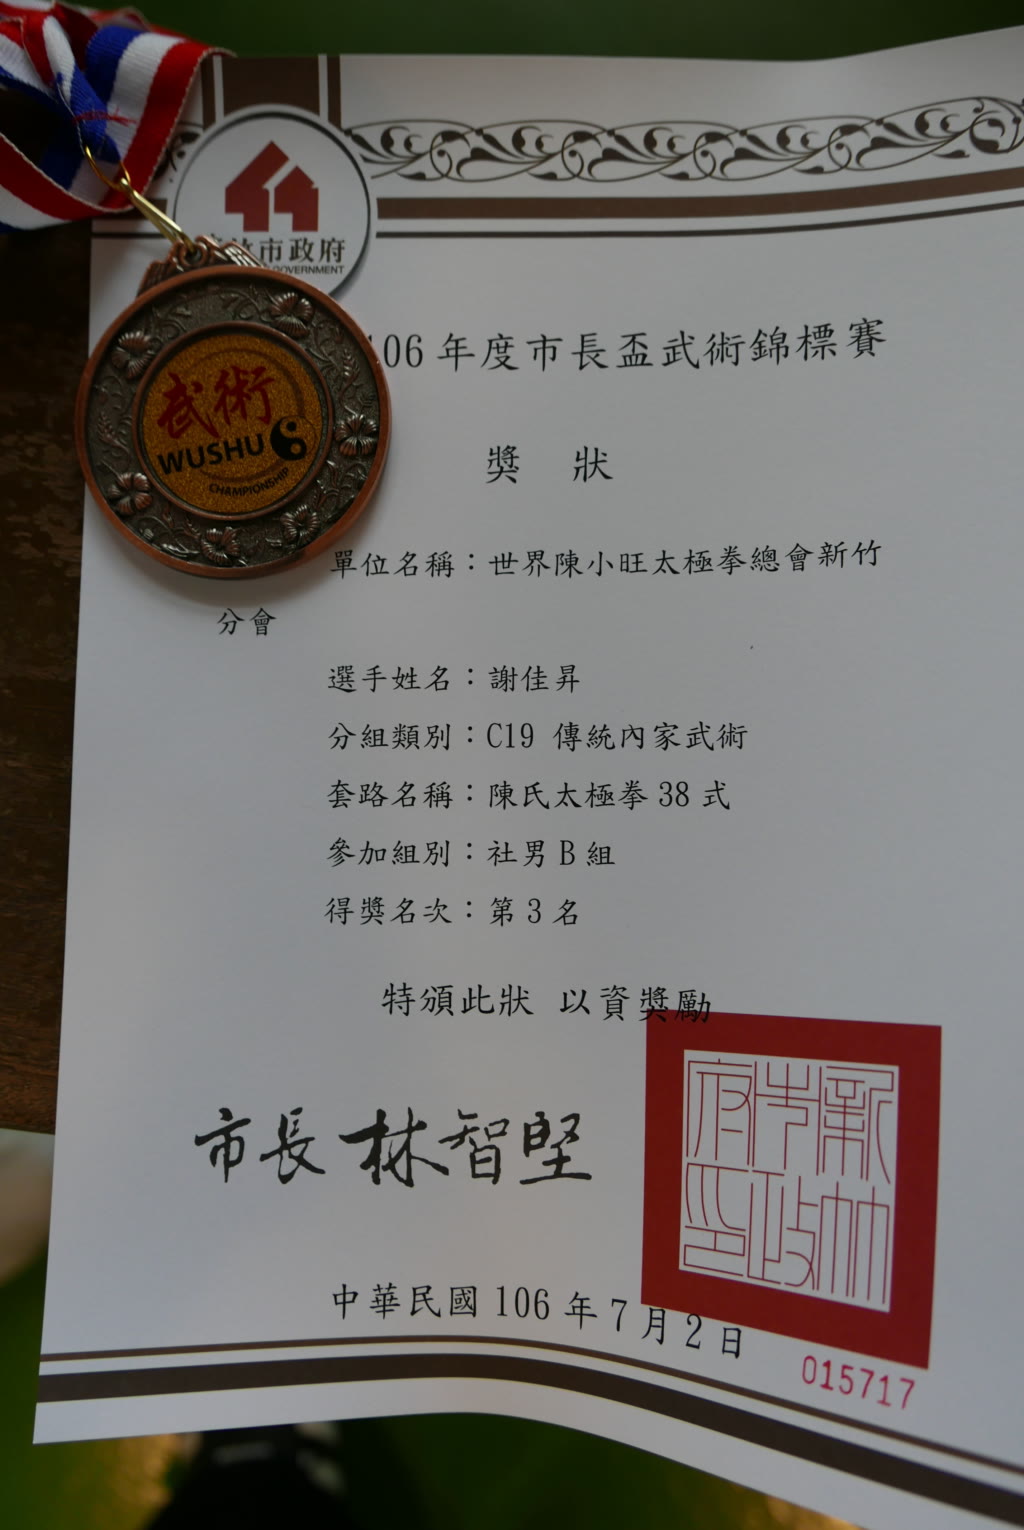 市政府
GOVERNMENT
106年度市長盃武術錦標賽
武術
WUSHU
CHAMPIONSHIP
獎 狀
單位名稱：世界陳小旺太極拳總會新竹
分會
選手姓名：謝佳昇
分組類別：C19 傳統內家武術
套路名稱：陳氏太極拳 38 式
參加組別：社男 B 組
得獎名次：第 3 名
特頒此狀 以資獎勵
市長 林智堅
新竹市政府印
中華民國 106 年 7 月 2 日
015717